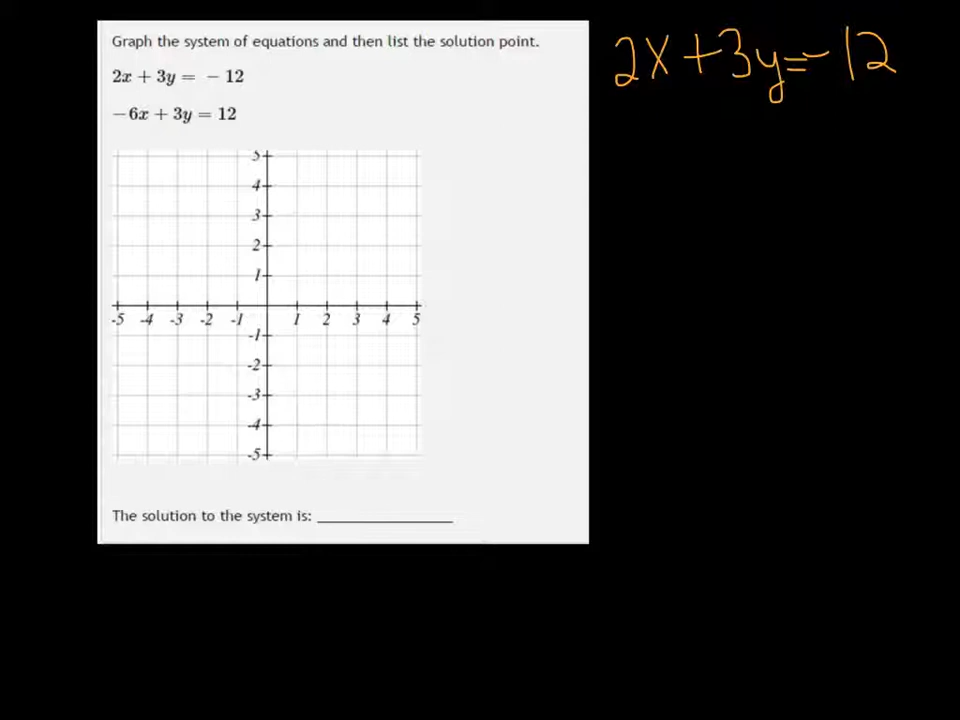 Graph the system of equations and then list the solution point.
2x + 3y = − 12
−6x + 3y = 12
2x+3y=-12
5
4
3
2
1
-5 -4 -3 -2 -1 1 2 3 4 5
-1
-2
-3
-4
-5
The solution to the system is: _______________